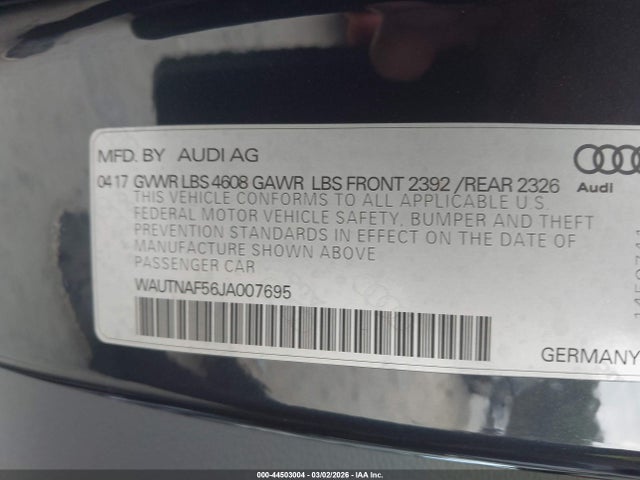 MFD. BY AUDI AG
04 17 GVWR LBS 4608 GAWR LBS FRONT 2392 / REAR 2326
THIS VEHICLE CONFORMS TO ALL APPLICABLE U.S.
FEDERAL MOTOR VEHICLE SAFETY, BUMPER AND THEFT
PREVENTION STANDARDS IN EFFECT ON THE DATE OF
MANUFACTURE SHOWN ABOVE
PASSENGER CAR
WAUTNAF56JA007695
Audi
GERMANY
000-44503004 | 03/02/2026 | IAA Inc.